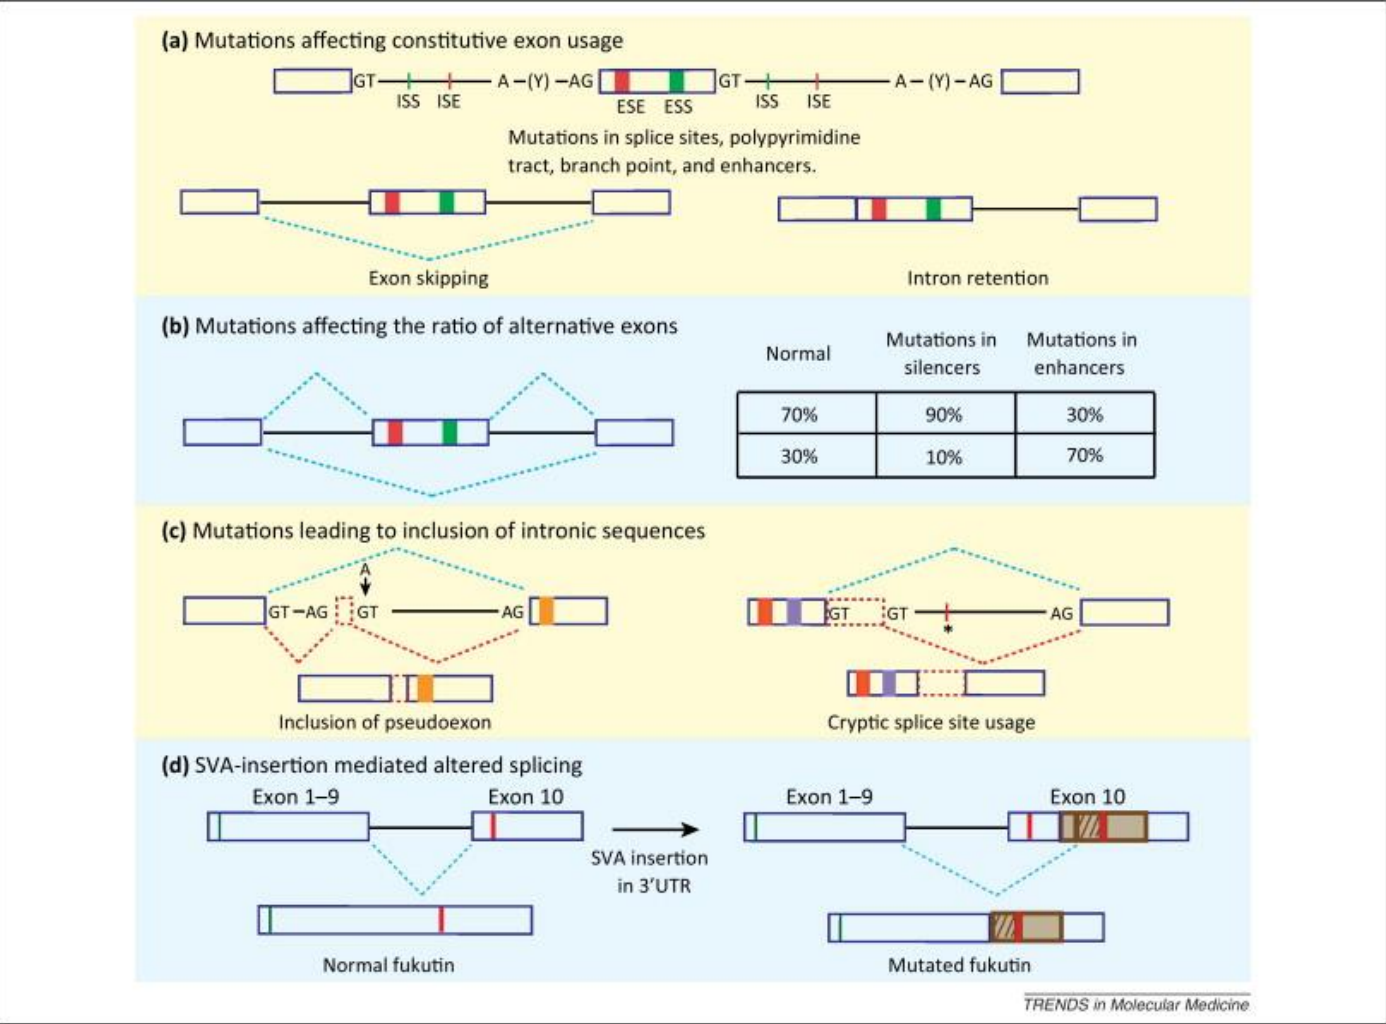 (a) Mutations affecting constitutive exon usage
GT A –(Y) –AG GT A – (Y) – AG
ISS ISE ESE ESS ISS ISE
Mutations in splice sites, polypyrimidine
tract, branch point, and enhancers.
Exon skipping Intron retention
(b) Mutations affecting the ratio of alternative exons
Normal Mutations in silencers Mutations in enhancers
70% 90% 30%
30% 10% 70%
(c) Mutations leading to inclusion of intronic sequences
A
GT –AG GT AG GT GT AG
*
Inclusion of pseudoexon Cryptic splice site usage
(d) SVA-insertion mediated altered splicing
Exon 1–9 Exon 10 Exon 1–9 Exon 10
SVA insertion
in 3’UTR
Normal fukutin Mutated fukutin
TRENDS in Molecular Medicine